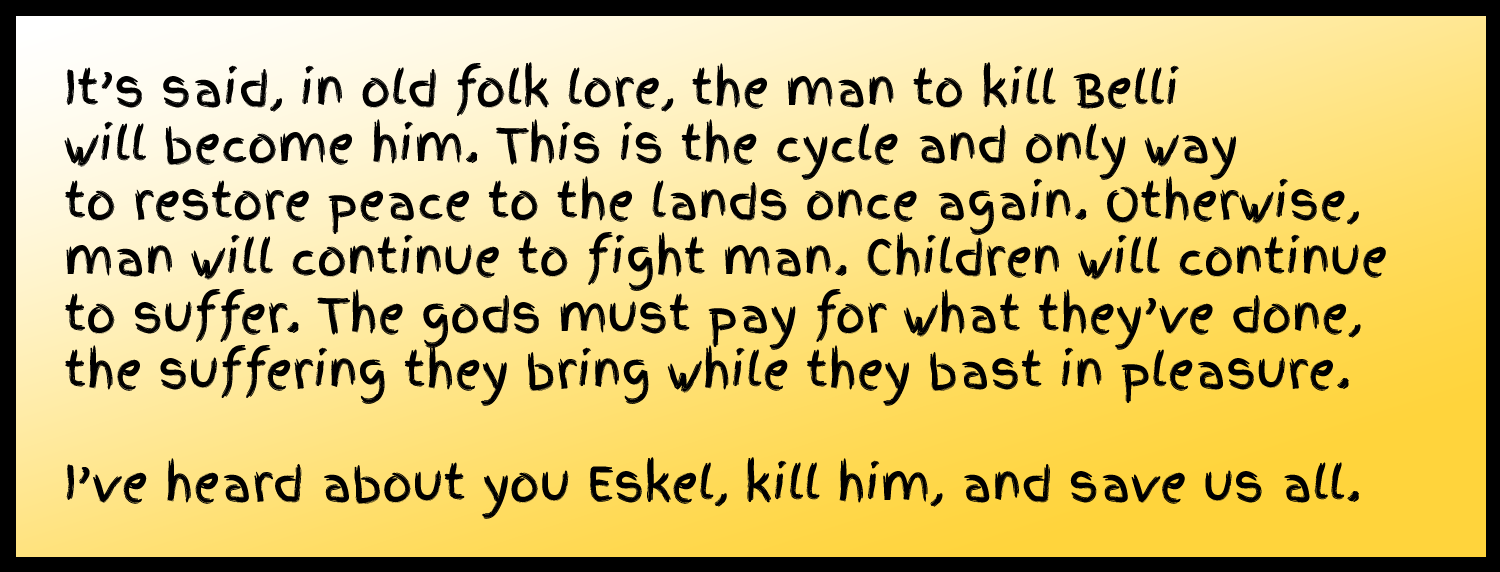 It's said, in old folk lore, the man to kill Belli
will become him. This is the cycle and only way
to restore peace to the lands once again. Otherwise,
man will continue to fight man. Children will continue
to suffer. The gods must pay for what they've done,
the suffering they bring while they bast in pleasure.
I've heard about you Eskel, kill him, and save us all.